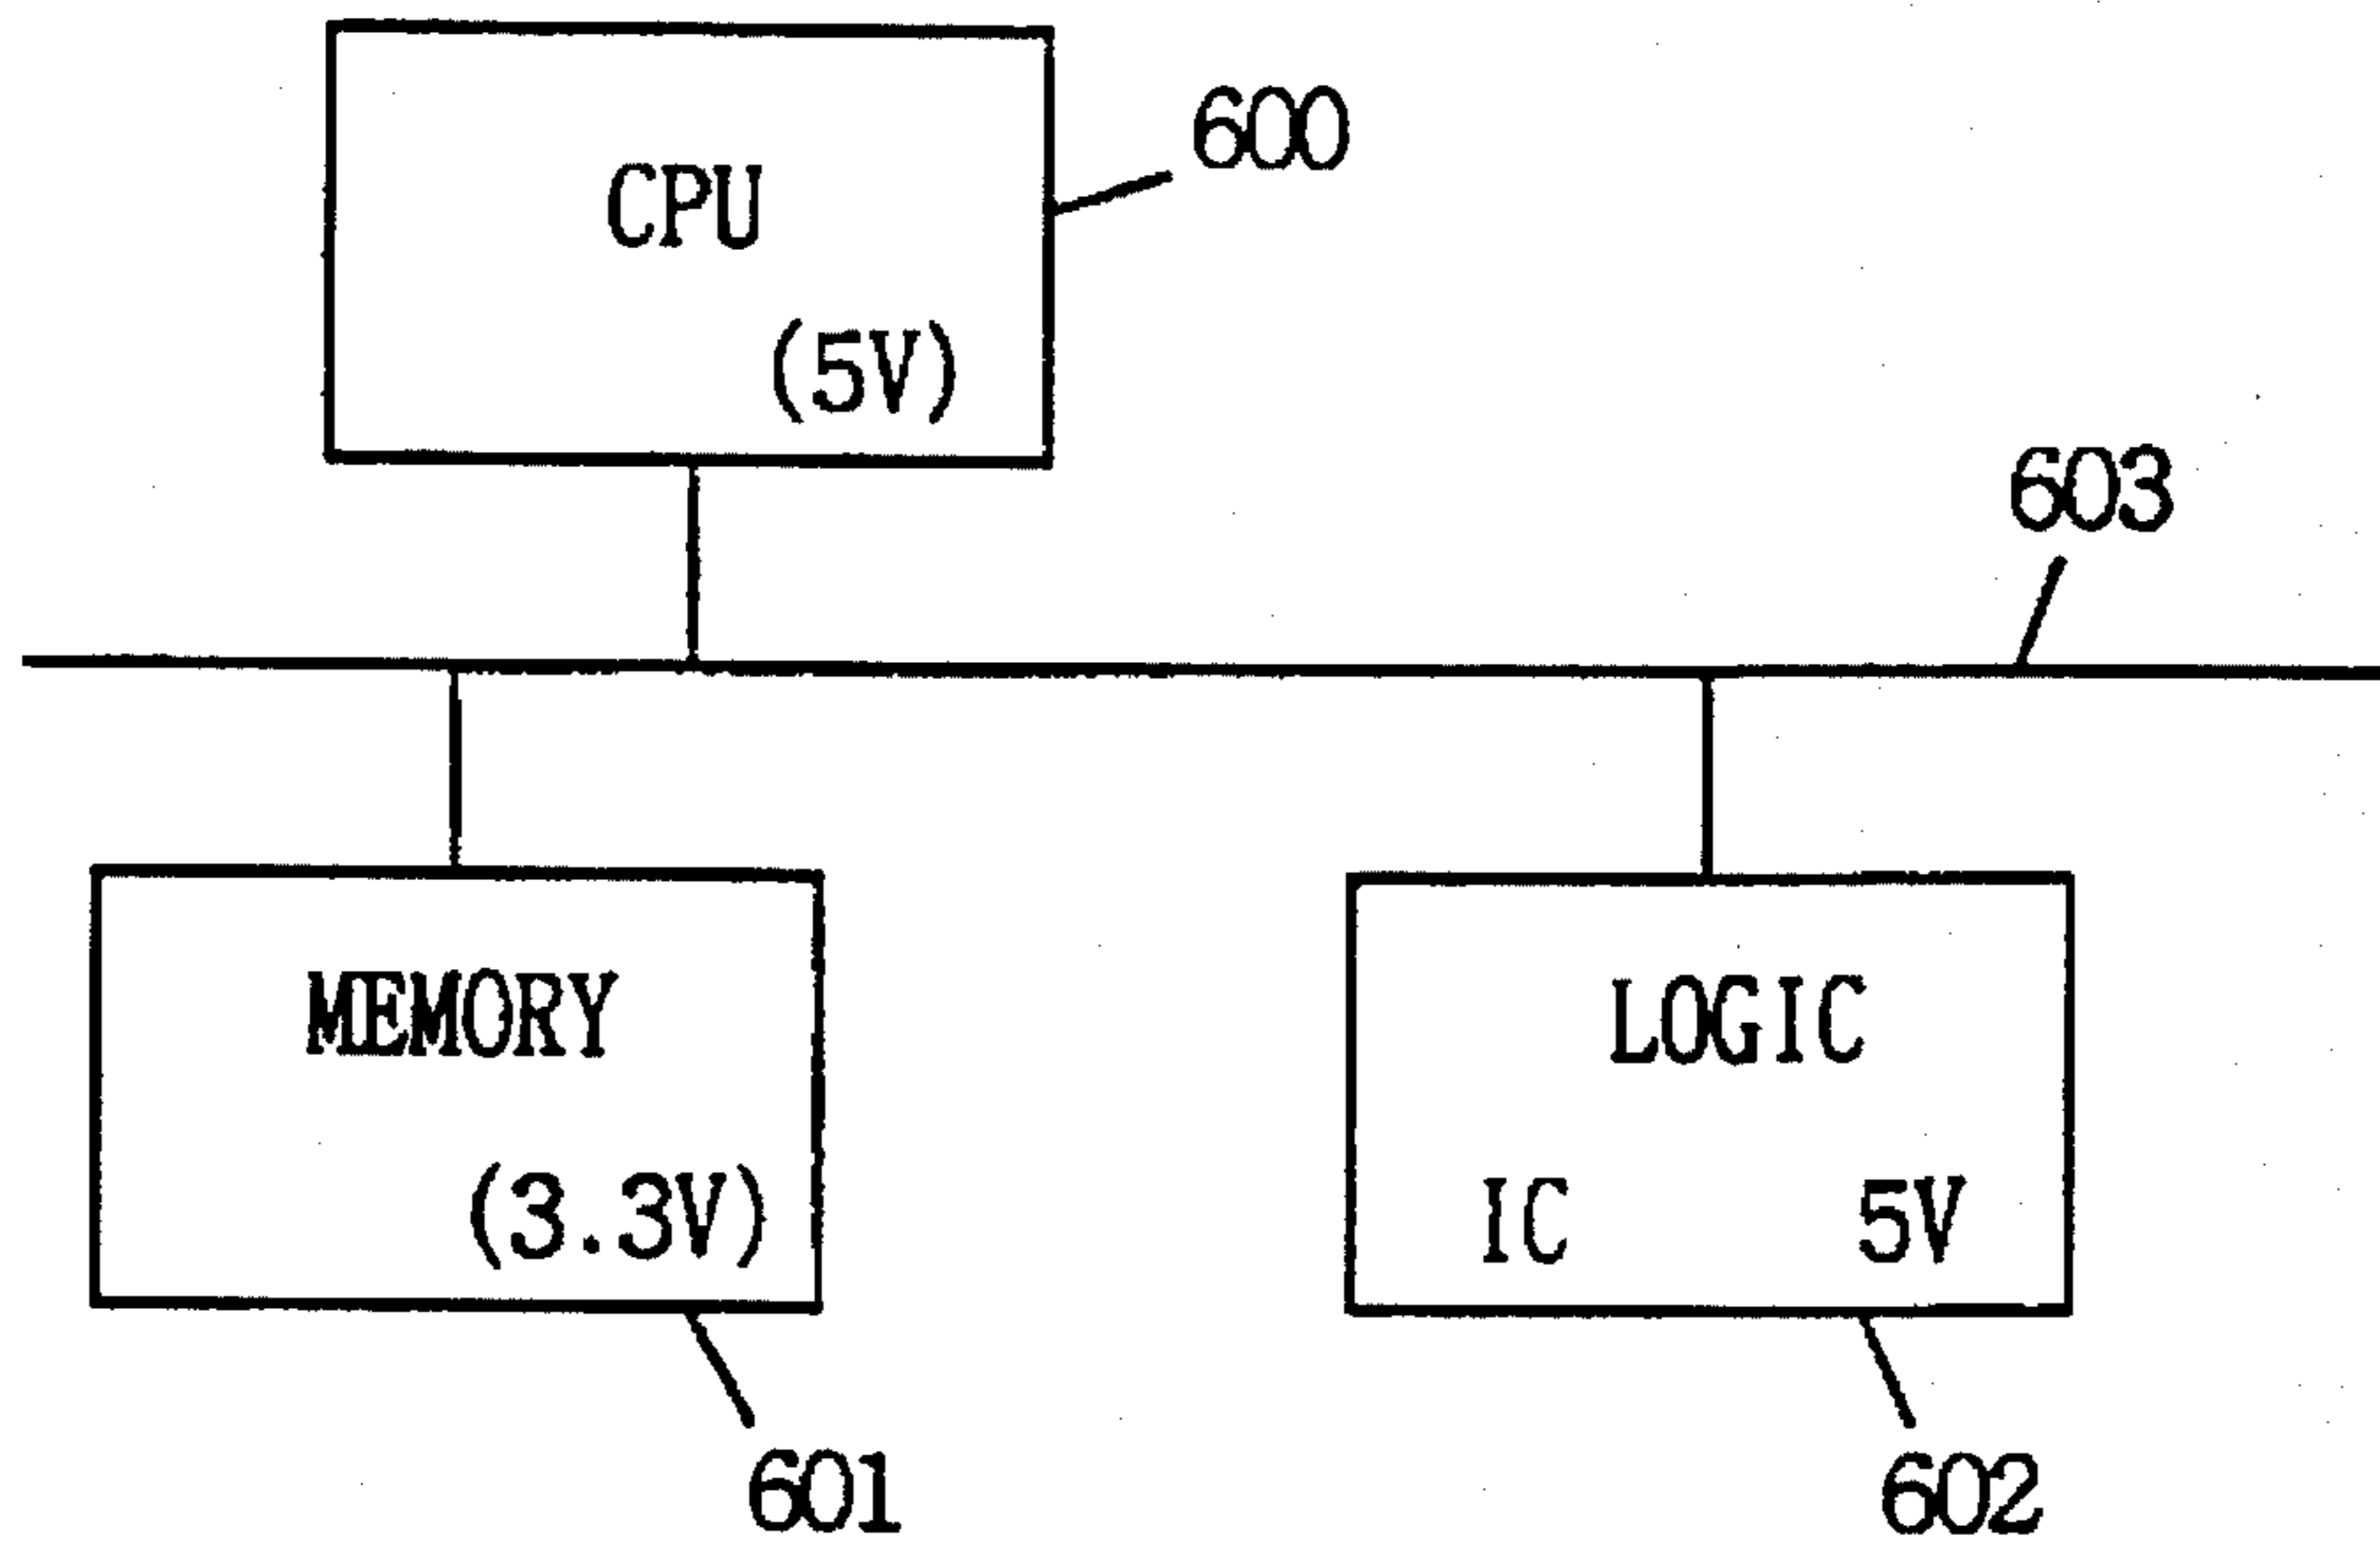 CPU
(5V)
600
603
MEMORY
(3.3V)
601
LOGIC
IC 5V
602